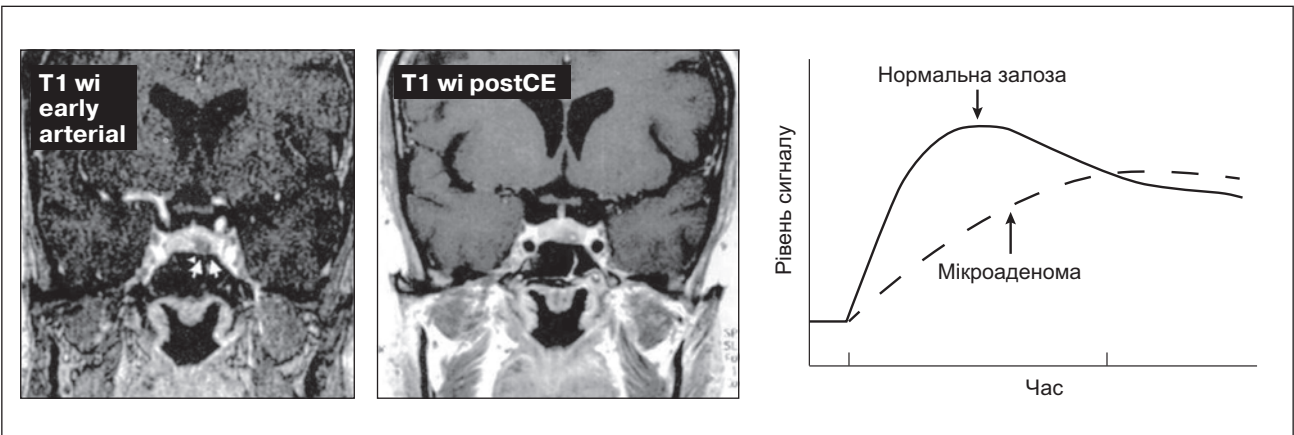 T1 wi
early
arterial
T1 wi postCE
Нормальна залоза
Рівень сигналу
Мікроаденома
Час